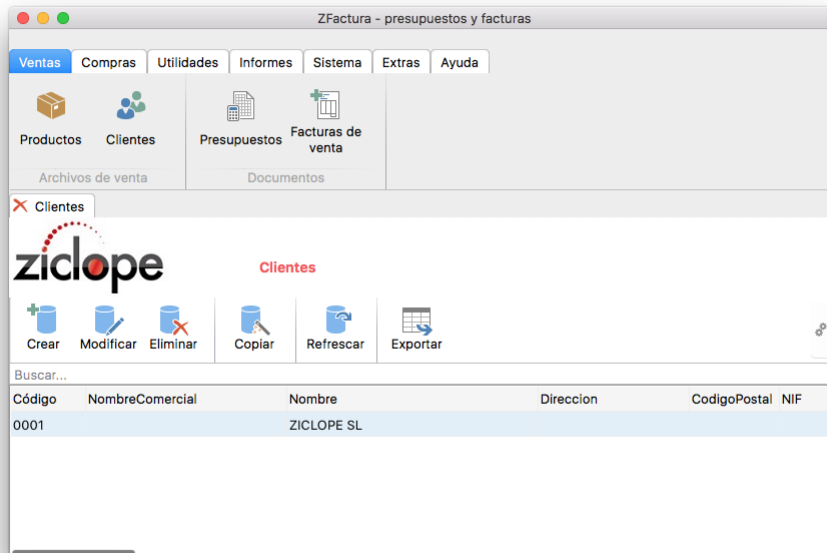 ZFactura - presupuestos y facturas
Ventas Compras Utilidades Informes Sistema Extras Ayuda
Productos Clientes Presupuestos Facturas de venta
Archivos de venta Documentos
Clientes
ziclope
Clientes
Crear Modificar Eliminar Copiar Refrescar Exportar
Buscar...
Código NombreComercial Nombre Direccion CodigoPostal NIF
0001 ZICLOPE SL